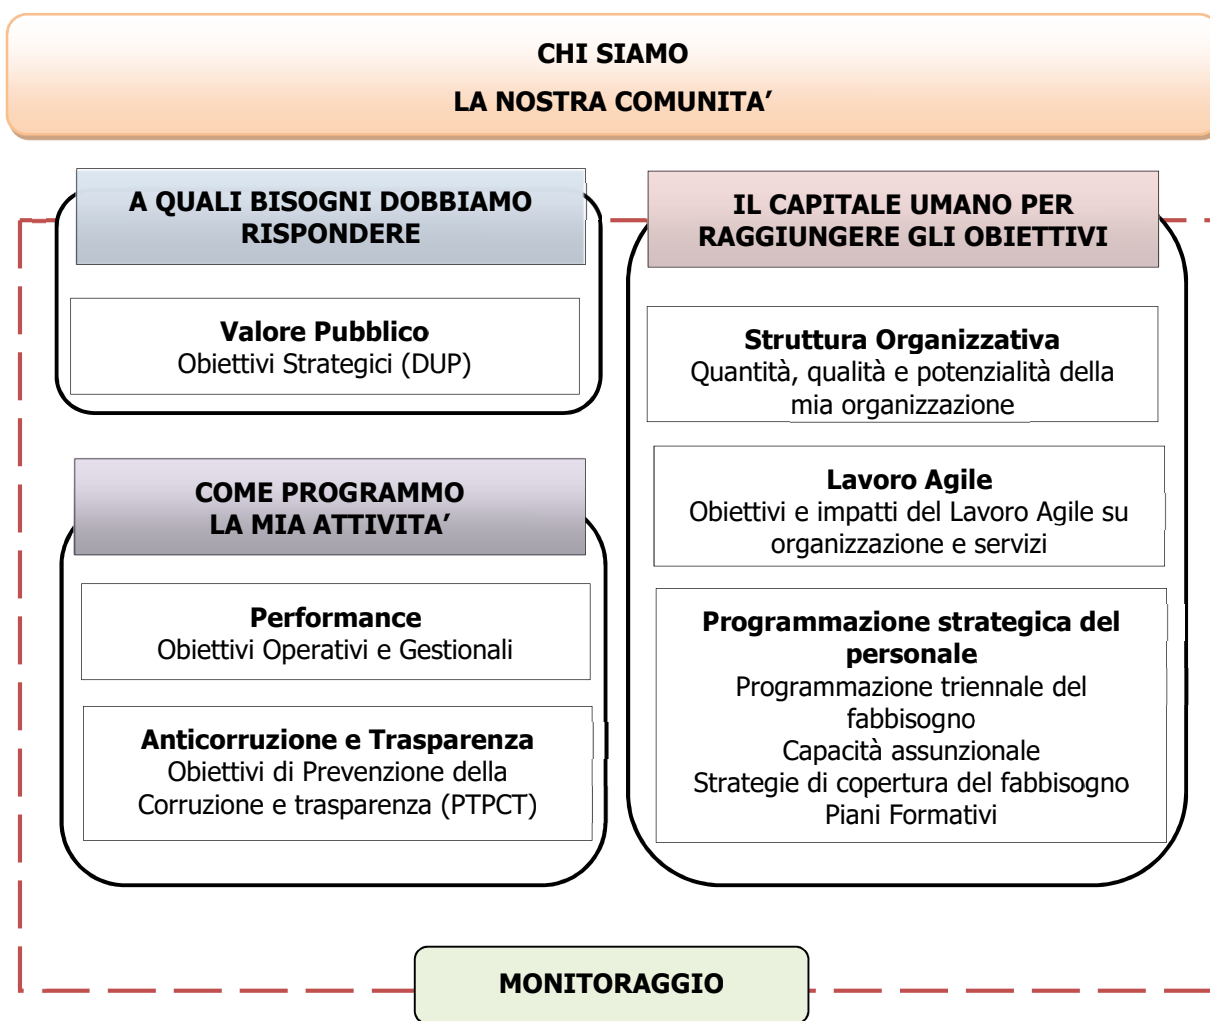 CHI SIAMO
LA NOSTRA COMUNITA’
A QUALI BISOGNI DOBBIAMO
RISPONDERE
Valore Pubblico
Obiettivi Strategici (DUP)
COME PROGRAMMO
LA MIA ATTIVITA’
Performance
Obiettivi Operativi e Gestionali
Anticorruzione e Trasparenza
Obiettivi di Prevenzione della
Corruzione e trasparenza (PTPCT)
IL CAPITALE UMANO PER
RAGGIUNGERE GLI OBIETTIVI
Struttura Organizzativa
Quantità, qualità e potenzialità della
mia organizzazione
Lavoro Agile
Obiettivi e impatti del Lavoro Agile su
organizzazione e servizi
Programmazione strategica del
personale
Programmazione triennale del
fabbisogno
Capacità assunzionale
Strategie di copertura del fabbisogno
Piani Formativi
MONITORAGGIO